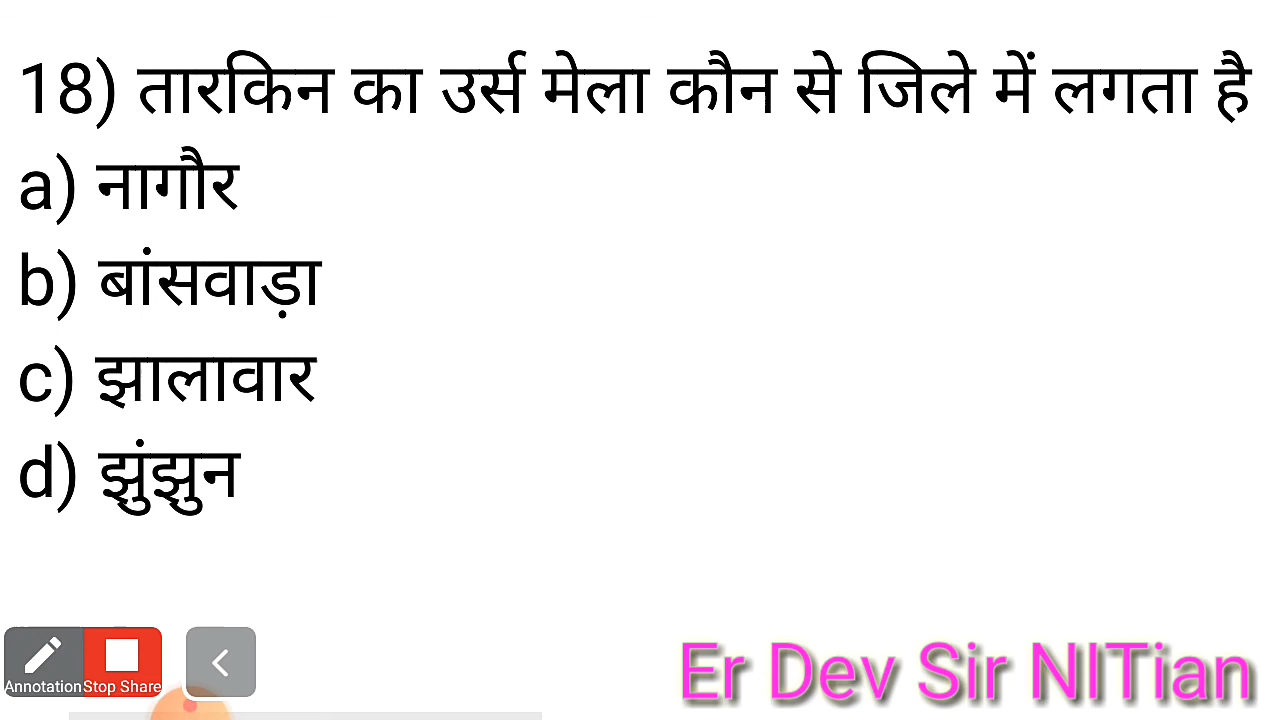 18) तारकिन का उर्स मेला कौन से जिले में लगता है
a) नागौर
b) बांसवाड़ा
c) झालावार
d) झुंझुन
Annotation Stop Share
Er Dev Sir NITian